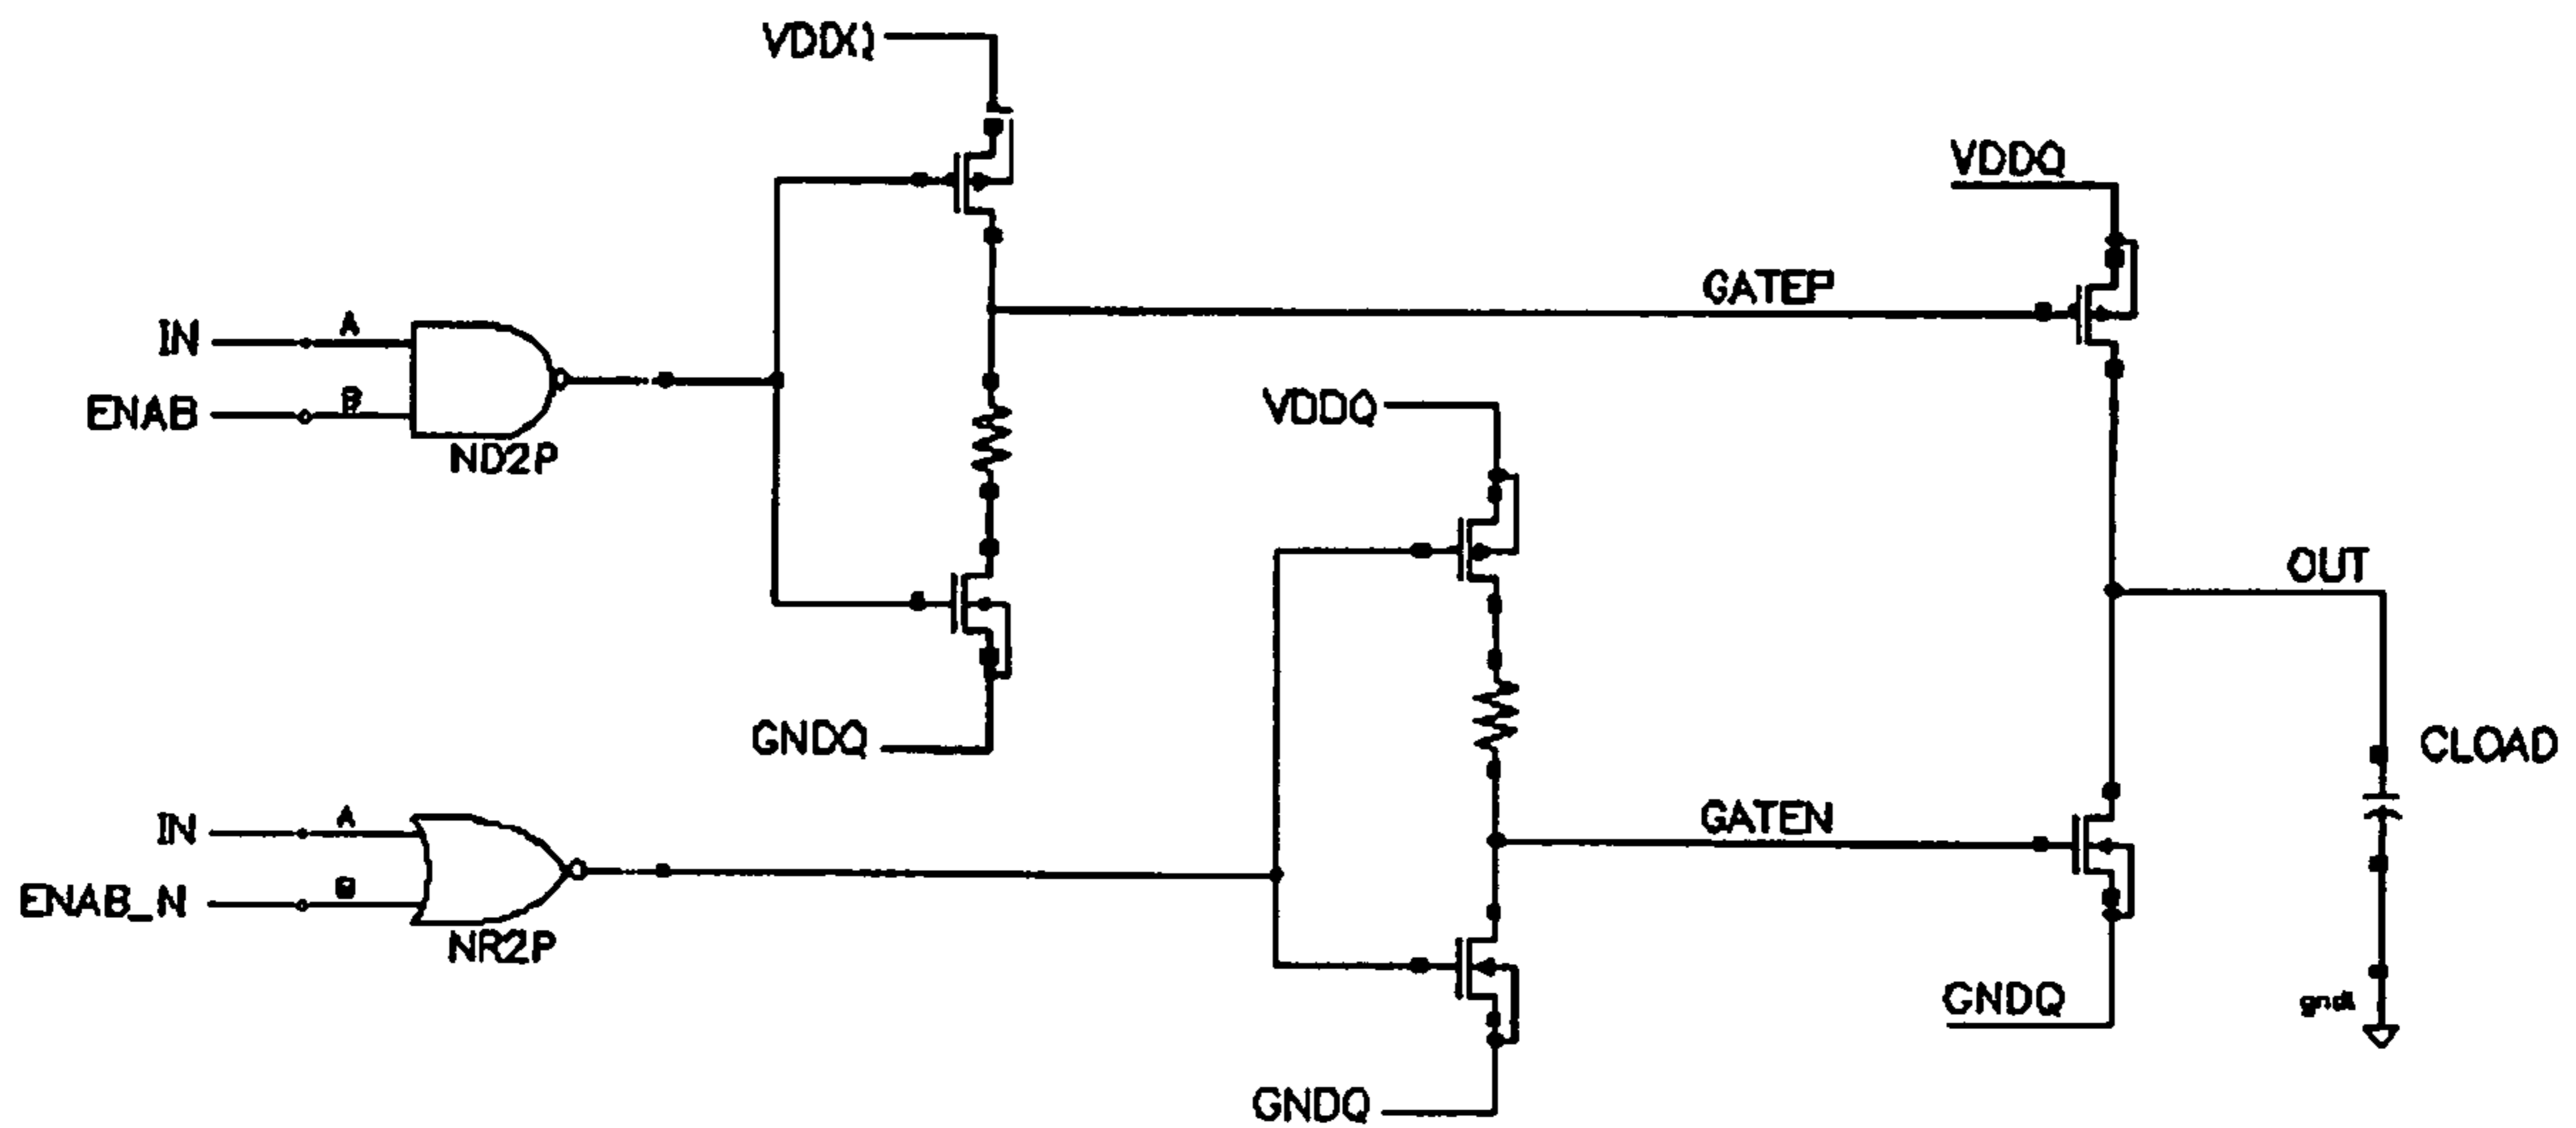 VDDQ
VDDQ
GATEP
IN A
ENAB B
ND2P
VDDQ
OUT
GNDQ
CLOAD
IN A
GATEN
ENAB_N B
NR2P
GNDQ
gnd!
GNDQ